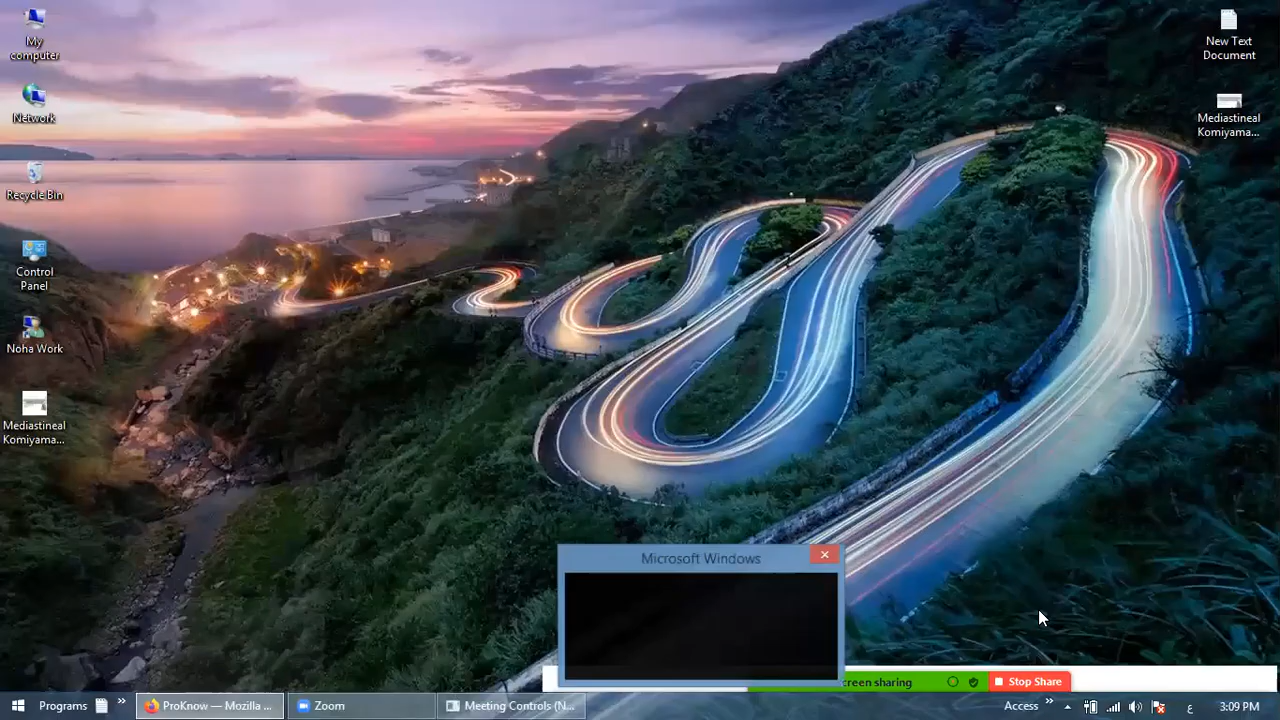 My
computer
Network
Recycle Bin
Control
Panel
Noha Work
Mediastineal
Komiyama...
New Text
Document
Mediastineal
Komiyama...
Microsoft Windows
creen sharing
Stop Share
Programs
»
ProKnow — Mozilla ...
Zoom
Meeting Controls (N...
Access
»
ع
3:09 PM